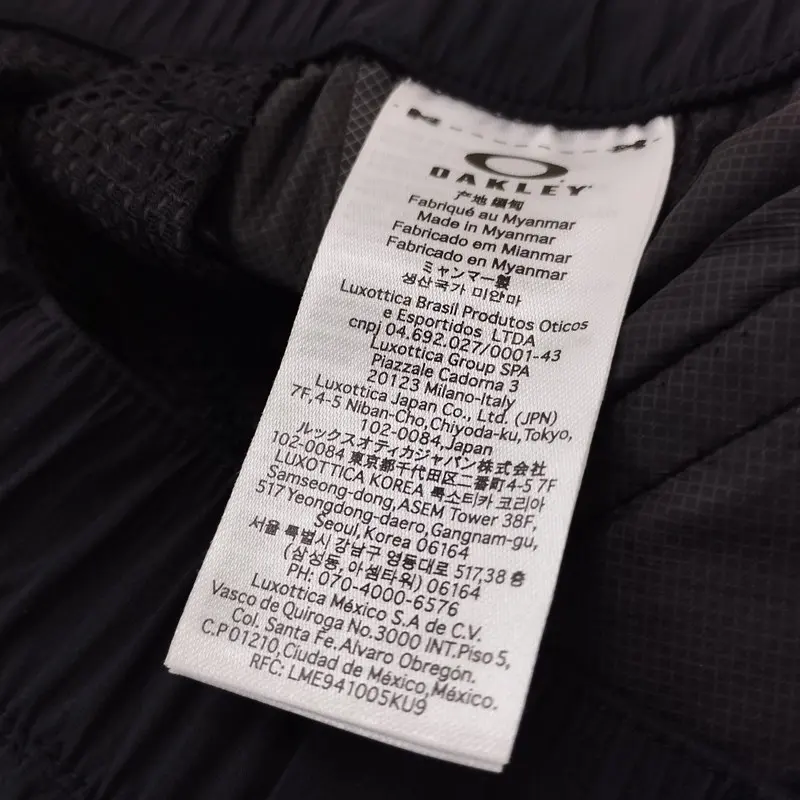 OAKLEY
产地 缅甸
Fabriqué au Myanmar
Made in Myanmar
Fabricado em Mianmar
Fabricado en Myanmar
ミャンマー製
생산국가 미얀마
Luxottica Brasil Produtos Oticos
e Esportidos LTDA
cnpj 04.692.027/0001-43
Luxottica Group SPA
Piazzale Cadorna 3
20123 Milano-Italy
Luxottica Japan Co., Ltd. (JPN)
7F,4-5 Niban-Cho,Chiyoda-ku,Tokyo,
102-0084,Japan
ルックスオティカジャパン株式会社
102-0084 東京都千代田区二番町4-5 7F
LUXOTTICA KOREA 룩소티카 코리아
Samseong-dong,ASEM Tower 38F,
517 Yeongdong-daero,Gangnam-gu,
Seoul,Korea 06164
서울 특별시 강남구 영동대로 517,38 층
(삼성동, 아셈타워) 06164
PH: 070-4000-6576
Luxottica México S.A de C.V.
Vasco de Quiroga No.3000 INT.Piso 5,
Col. Santa Fe.Alvaro Obregón.
C.P 01210,Ciudad de México,México.
RFC: LME941005KU9